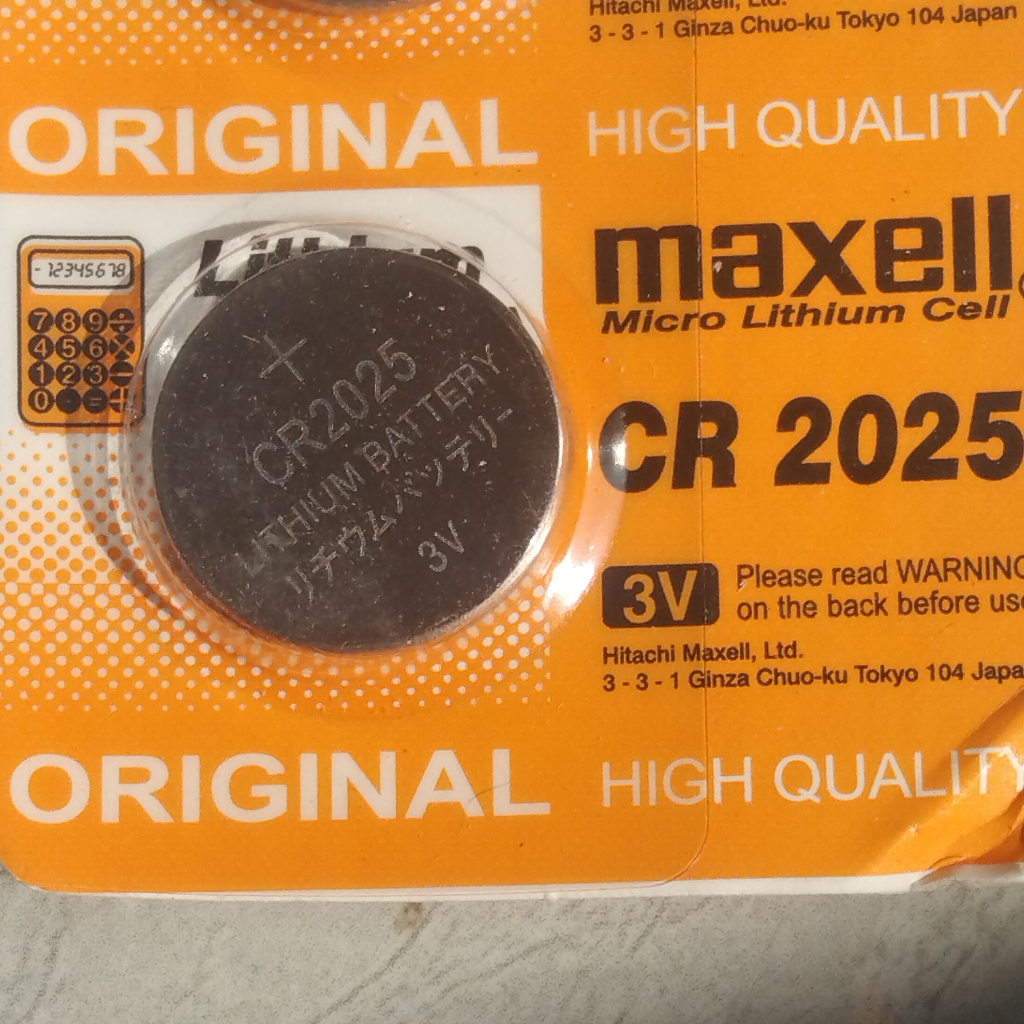 Hitachi Maxell, Ltd.
3 - 3 - 1 Ginza Chuo-ku Tokyo 104 Japan
ORIGINAL
HIGH QUALITY
Lithium
maxell
Micro Lithium Cell
-12345678
7 8 9 ÷
4 5 6 ×
1 2 3 -
0 • = +
+
CR2025
LITHIUM BATTERY
リチウムバッテリー
3V
CR 2025
3V
Please read WARNING
on the back before use
Hitachi Maxell, Ltd.
3 - 3 - 1 Ginza Chuo-ku Tokyo 104 Japa
ORIGINAL
HIGH QUALITY